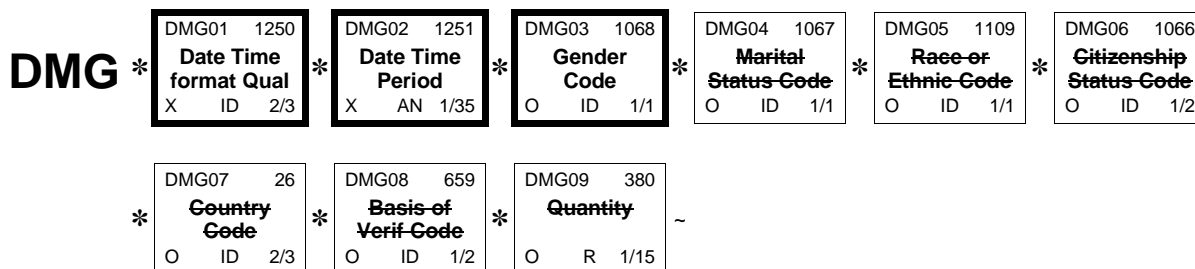 DMG01 1250 DMG02 1251 DMG03 1068 DMG04 1067 DMG05 1109 DMG06 1066
DMG * Date Time * Date Time * Gender * Marital * Race or * Citizenship
format Qual Period Code Status Code Ethnic Code Status Code
X ID 2/3 X AN 1/35 O ID 1/1 O ID 1/1 O ID 1/1 O ID 1/2
DMG07 26 DMG08 659 DMG09 380
* Country * Basis of * Quantity ~
Code Verif Code
O ID 2/3 O ID 1/2 O R 1/15